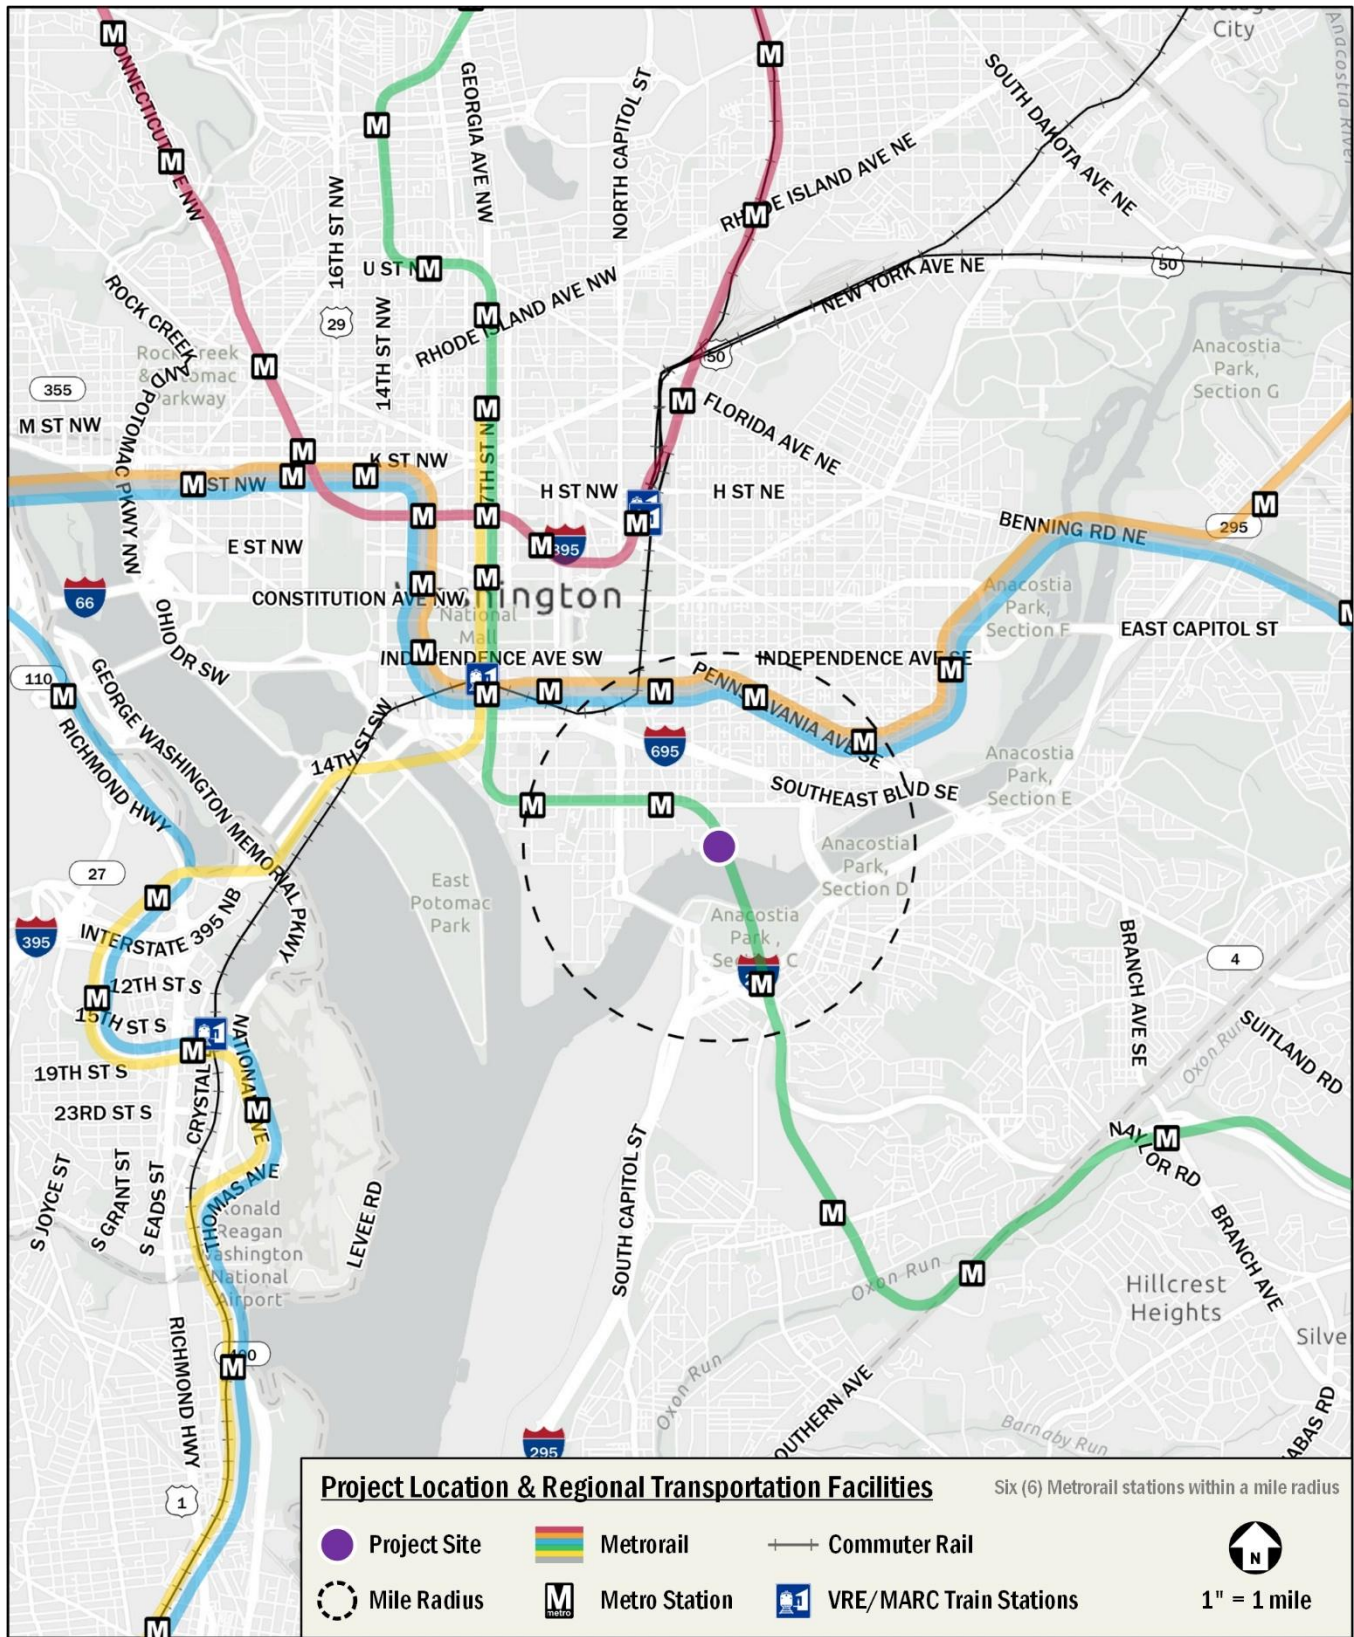 City
Anacostia River
SOUTH DAKOTA AVE NE
GEORGIA AVE NW
NORTH CAPITOL ST
M
M
M
M
RHODE ISLAND AVE NE
16TH ST NW
M
U ST NW
M
50
NEW YORK AVE NE
ROCK CREEK AND POTOMAC PKWY NW
29
14TH ST NW
RHODE ISLAND AVE NW
M
Rock Creek
& Potomac
Parkway
M
50
Anacostia
Park,
Section G
355
M
M
FLORIDA AVE NE
M ST NW
M
K ST NW
7TH ST N
M
ST NW
M
M
H ST NW
H ST NE
M
295
M
M
M
BENNING RD NE
E ST NW
M
395
Washington
66
M
M
CONSTITUTION AVE NW
National
Mall
Anacostia
Park,
Section F
M
OHIO DR SW
EAST CAPITOL ST
M
INDEPENDENCE AVE SW
INDEPENDENCE AVE SE
M
110
M
M
M
M
M
PENNSYLVANIA AVE SE
M
GEORGE WASHINGTON MEMORIAL PKWY
RICHMOND HWY
14TH ST SW
695
Anacostia
Park,
Section E
SOUTHEAST BLVD SE
M
M
27
M
East
Potomac
Park
Anacostia
Park,
Section D
395
INTERSTATE 395 NB
Anacostia
Park ,
Section C
BRANCH AVE SE
4
M
M
12TH ST S
15TH ST S
M
19TH ST S
23RD ST S
CRYSTAL
NATIONAL AVE
M
SUITLAND RD
Oxon Run
M
NAYLOR RD
S JOYCE ST
S GRANT ST
S EADS ST
THOMAS AVE
LEVEE RD
SOUTH CAPITOL ST
M
BRANCH AVE
Ronald
Reagan
Washington
National
Airport
Oxon Run
M
Hillcrest
Heights
Silve
RICHMOND HWY
M
Oxon Run
OUTHERN AVE
Barnaby Run
ABAS RD
295
1
M
Project Location & Regional Transportation Facilities
Six (6) Metrorail stations within a mile radius
Project Site
Metrorail
Commuter Rail
N
Mile Radius
M metro
Metro Station
VRE/MARC Train Stations
1" = 1 mile